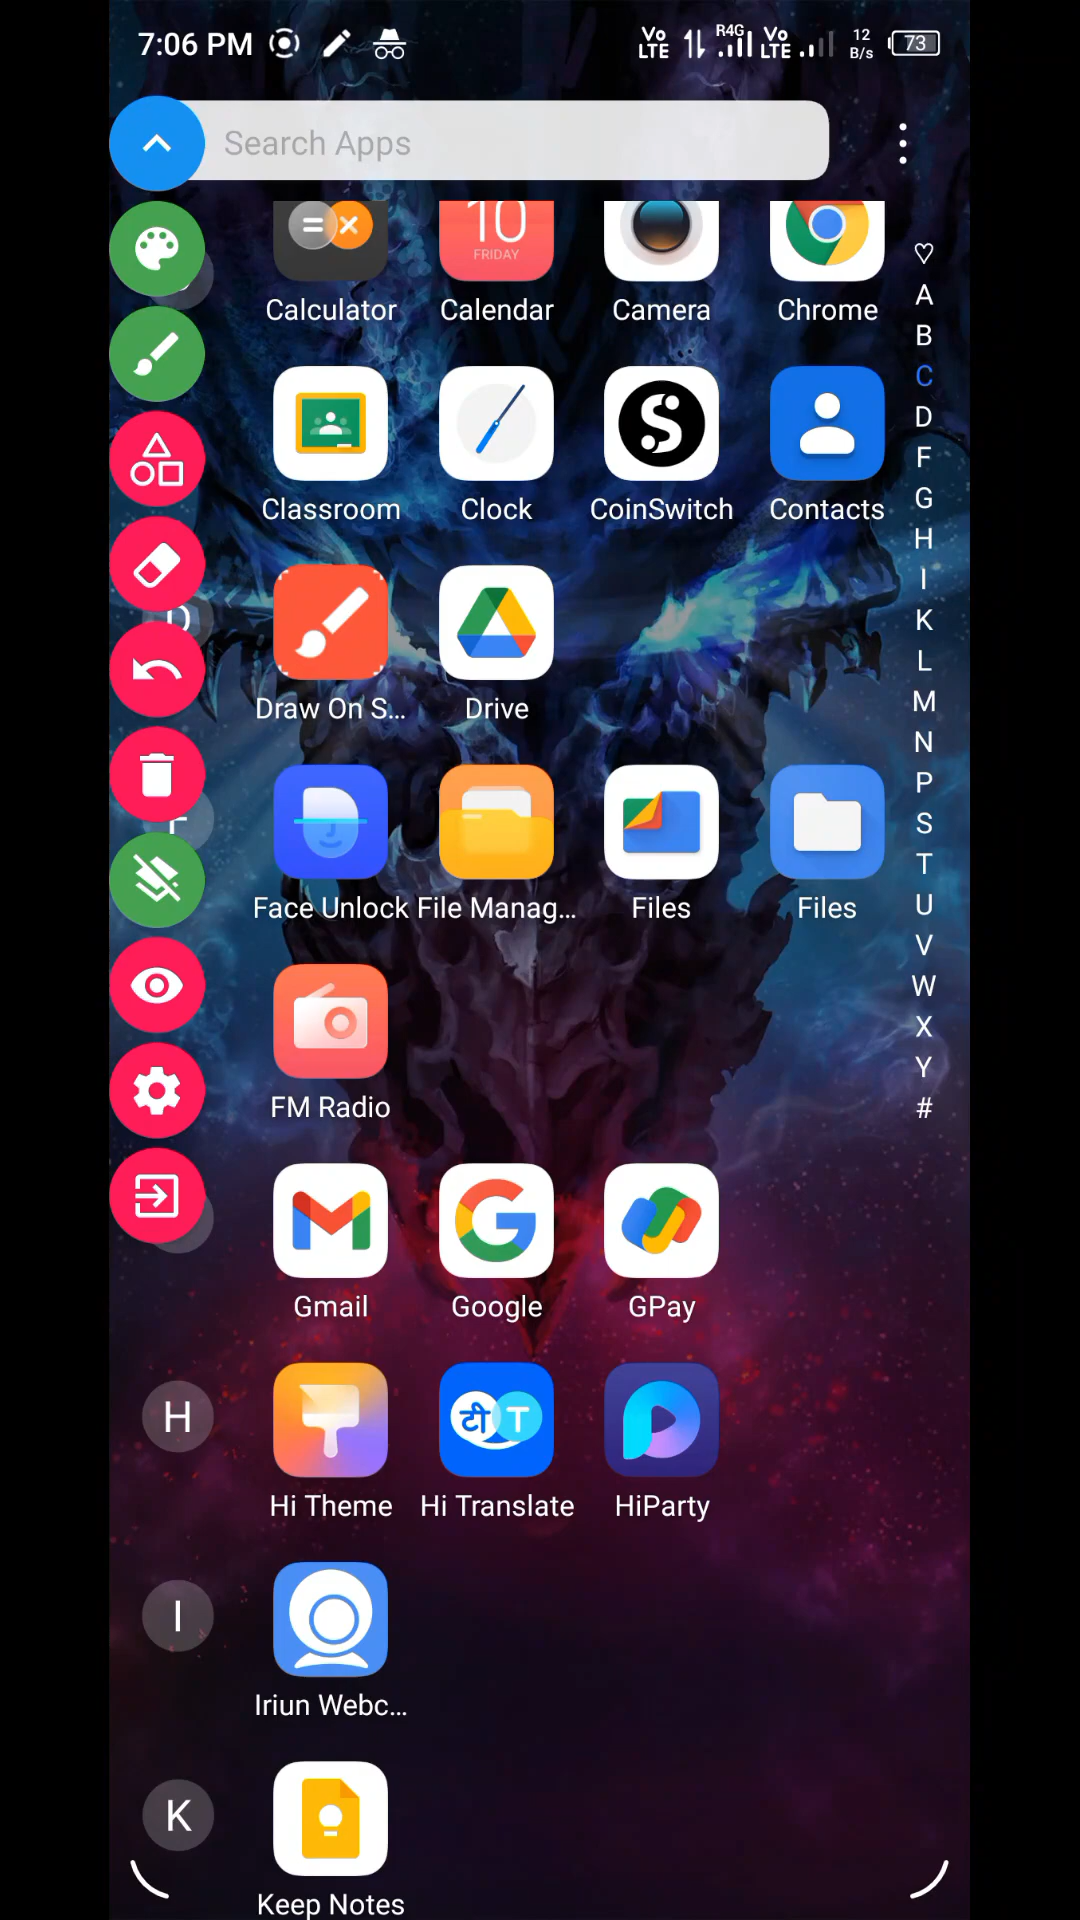 7:06 PM
Vo LTE R4G Vo LTE 12 B/s 73
Search Apps
10
FRIDAY
Calculator Calendar Camera Chrome
Classroom Clock CoinSwitch Contacts
D
Draw On S... Drive
Face Unlock File Manag... Files Files
FM Radio
Gmail Google GPay
H
टी T
Hi Theme Hi Translate HiParty
I
Iriun Webc...
K
Keep Notes
A
B
C
D
F
G
H
I
K
L
M
N
P
S
T
U
V
W
X
Y
#